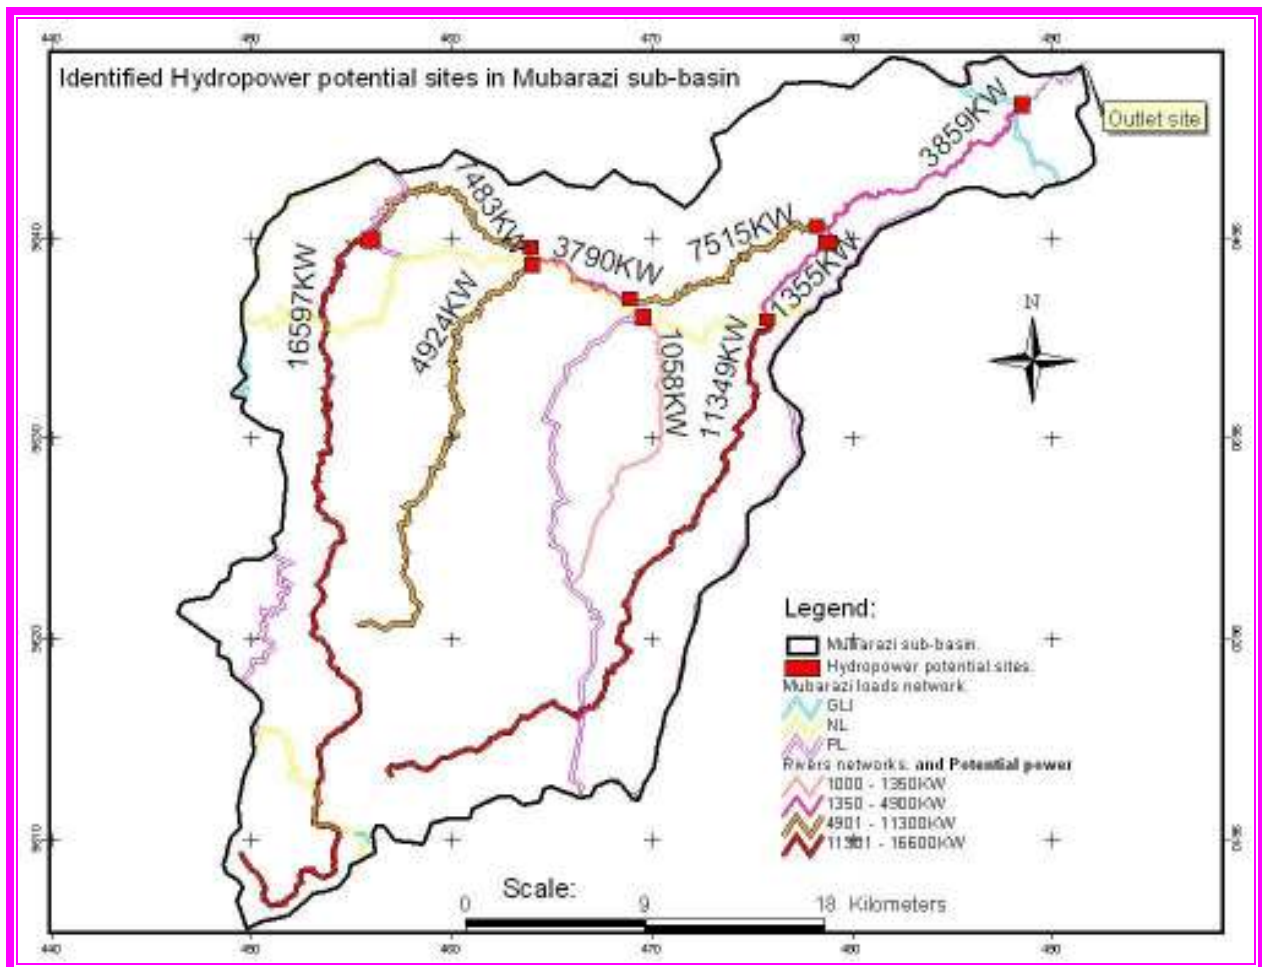 440 450 460 470 480 490
Identified Hydropower potential sites in Mubarazi sub-basin
Outlet site
3859KW
7483KW
7515KW
3790KW
1355KW
16597KW
4924KW
1058KW
11349KW
N
Legend:
Mubarazi sub-basin.
Hydropower potential sites.
Mubarazi loads network.
GLI
NL
PL
Rivers networks. and Potential power
1000 - 1350KW
1350 - 4900KW
4901 - 11300KW
11301 - 16600KW
Scale:
0 9 18 Kilometers